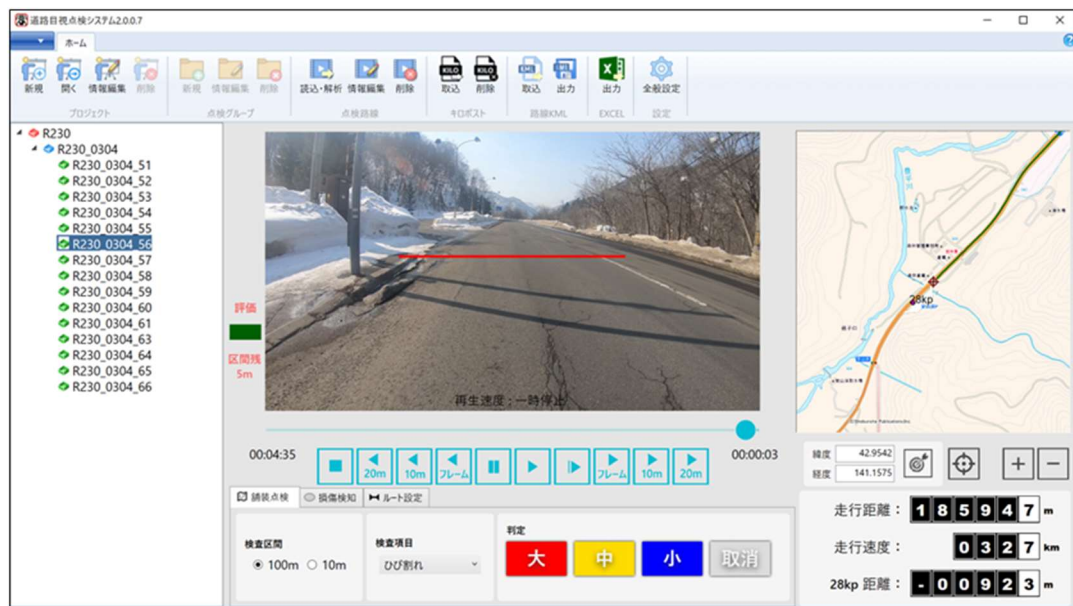 道路目視点検システム2.0.0.7
ホーム
新規 開く 情報編集 削除 新規 情報編集 削除 読込・解析 情報編集 削除 取込 削除 取込 出力 出力 全般設定
プロジェクト 点検グループ 点検路線 キロポスト 路線KML EXCEL 設定
R230
R230_0304
R230_0304_51
R230_0304_52
R230_0304_53
R230_0304_54
R230_0304_55
R230_0304_56
R230_0304_57
R230_0304_58
R230_0304_59
R230_0304_60
R230_0304_61
R230_0304_63
R230_0304_64
R230_0304_65
R230_0304_66
評価
区間残
5m
再生速度:一時停止
28kp
00:04:35
00:00:03
20m 10m フレーム フレーム 10m 20m
緯度 42.9542
経度 141.1575
舗装点検 損傷検知 ルート設定
検査区間
100m 10m
検査項目
ひび割れ
判定
大 中 小 取消
走行距離: 185947 m
走行速度: 0327 km
28kp 距離: -00923 m